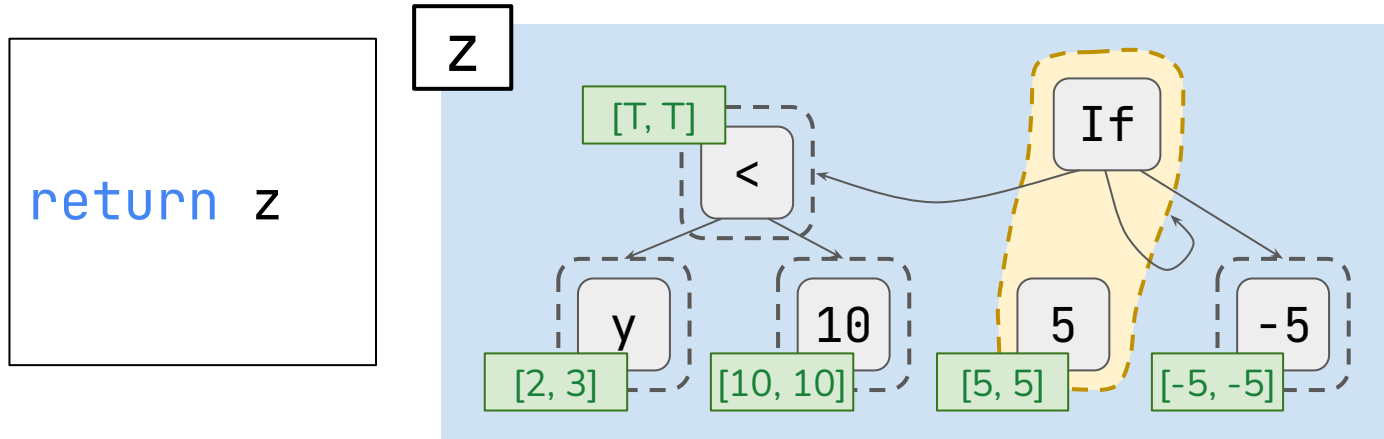 return z
z
[T, T]
<
If
y
10
5
-5
[2, 3]
[10, 10]
[5, 5]
[-5, -5]